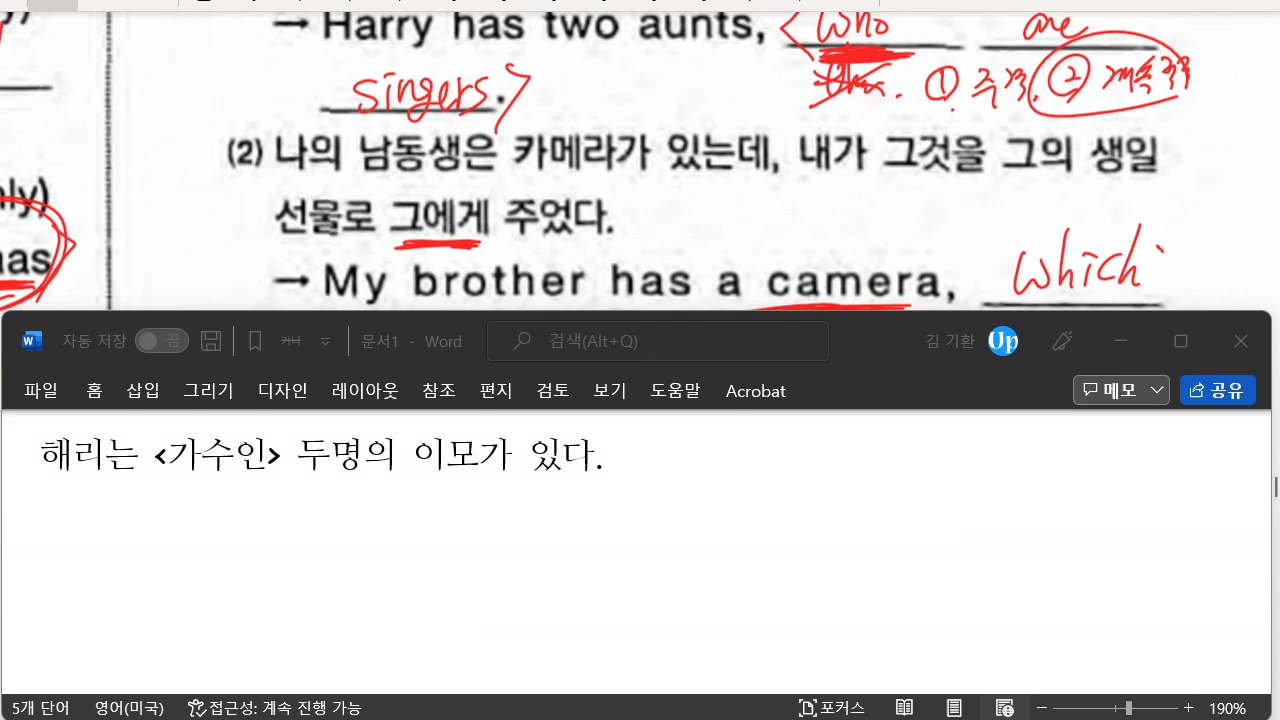 → Harry has two aunts, <who are
singers>. ① 주격 ② 계속적
(2) 나의 남동생은 카메라가 있는데, 내가 그것을 그의 생일
선물로 그에게 주었다.
nly)
has
→ My brother has a camera, which
자동 저장 끔 가나 문서1 - Word 검색(Alt+Q) 김 기환 Up
파일 홈 삽입 그리기 디자인 레이아웃 참조 편지 검토 보기 도움말 Acrobat 메모 공유
해리는 <가수인> 두명의 이모가 있다.
5개 단어 영어(미국) 접근성: 계속 진행 가능 포커스 190%